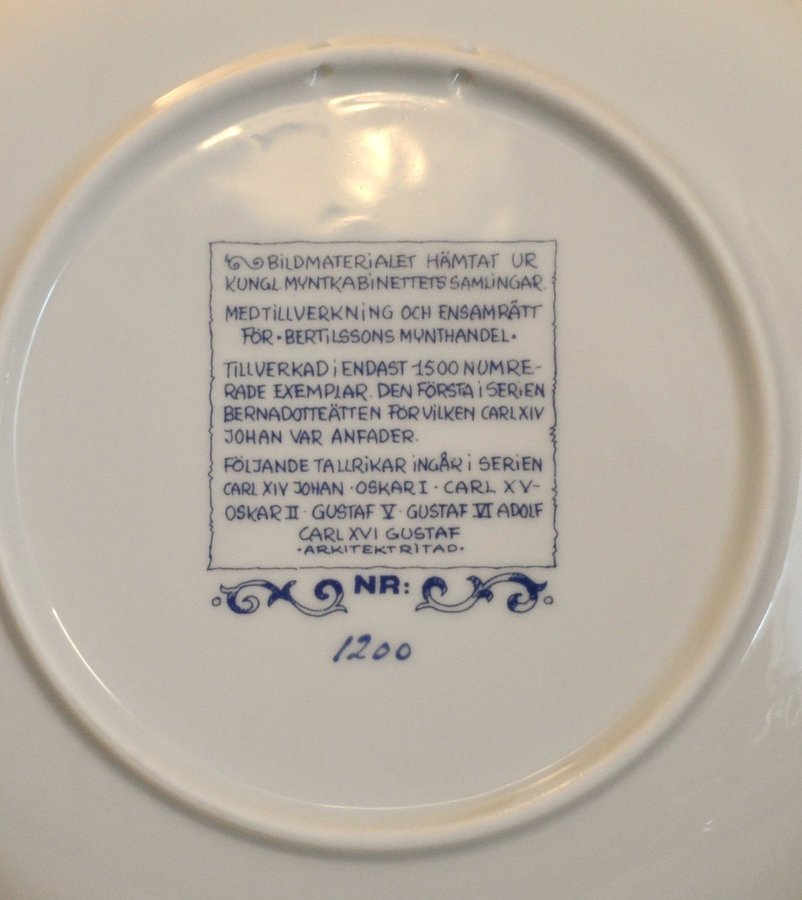 BILDMATERIALET HÄMTAT UR
KUNGL. MYNTKABINETTETS SAMLINGAR.
MEDTILLVERKNING OCH ENSAMRÄTT
FÖR · BERTILSSONS MYNTHANDEL ·
TILLVERKAD i ENDAST 1500 NUMRE-
RADE EXEMPLAR. DEN FÖRSTA i SERIEN
BERNADOTTEÄTTEN FÖR VILKEN CARL XIV
JOHAN VAR ANFADER.
FÖLJANDE TALLRIKAR INGÅR i SERIEN
CARL XIV JOHAN · OSKAR I · CARL XV-
OSKAR II · GUSTAF V · GUSTAF VI ADOLF
CARL XVI GUSTAF
· ARKITEKTRITAD ·
NR:
1200